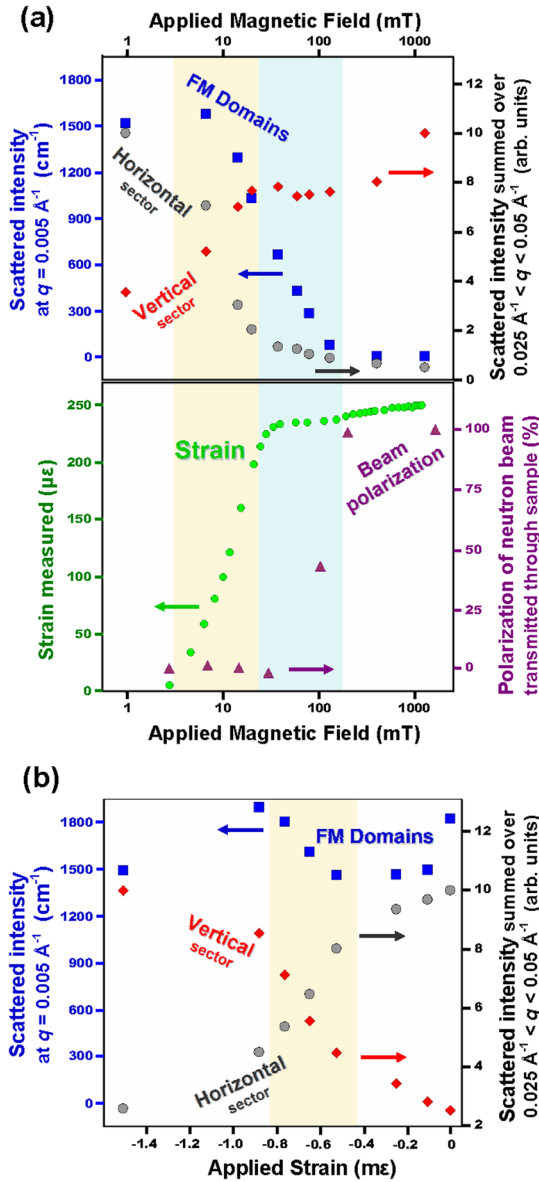 (a)
Applied Magnetic Field (mT)
1
10
100
1000
Scattered intensity
at q = 0.005 Å⁻¹ (cm⁻¹)
1800
1500
1200
900
600
300
0
FM Domains
Horizontal
sector
Vertical
sector
12
10
8
6
4
2
0
Scattered intensity summed over
0.025 Å⁻¹ < q < 0.05 Å⁻¹ (arb. units)
Strain measured (με)
250
200
150
100
50
0
Strain
Beam
polarization
100
75
50
25
0
Polarization of neutron beam
transmitted through sample (%)
1
10
100
1000
Applied Magnetic Field (mT)
(b)
Scattered intensity
at q = 0.005 Å⁻¹ (cm⁻¹)
1800
1500
1200
900
600
300
0
FM Domains
Vertical
sector
Horizontal
sector
12
10
8
6
4
2
Scattered intensity summed over
0.025 Å⁻¹ < q < 0.05 Å⁻¹ (arb. units)
-1.4
-1.2
-1.0
-0.8
-0.6
-0.4
-0.2
0
Applied Strain (mε)